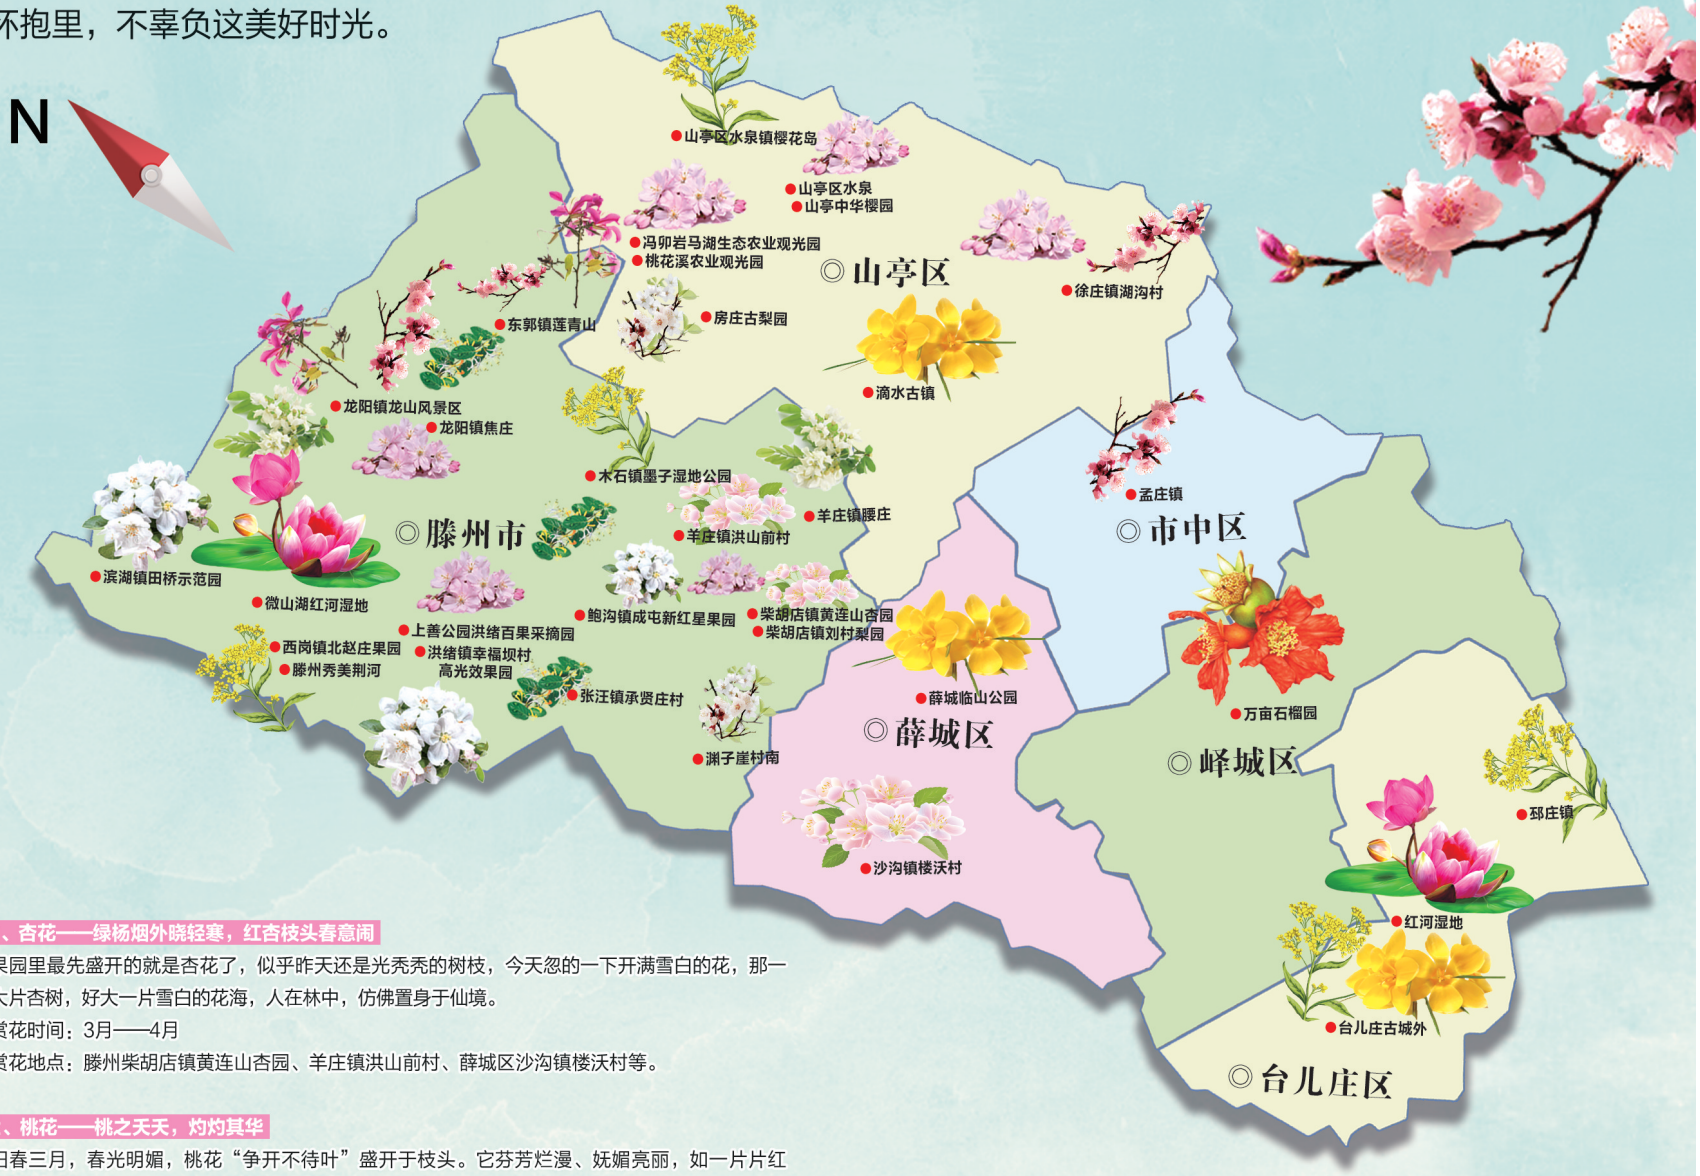 怀抱里，不辜负这美好时光。
N
山亭区水泉镇樱花岛
山亭区水泉
山亭中华樱园
冯卯岩马湖生态农业观光园
桃花溪农业观光园
山亭区
徐庄镇湖沟村
房庄古梨园
东郭镇莲青山
滴水古镇
龙阳镇龙山风景区
龙阳镇焦庄
木石镇墨子湿地公园
孟庄镇
羊庄镇腰庄
羊庄镇洪山前村
滕州市
市中区
滨湖镇田桥示范园
微山湖红河湿地
鲍沟镇成屯新红星果园
柴胡店镇黄连山杏园
柴胡店镇刘村梨园
上善公园洪绪百果采摘园
西岗镇北赵庄果园
洪绪镇幸福坝村
高光效果园
滕州秀美荆河
张汪镇承贤庄村
薛城临山公园
万亩石榴园
薛城区
渊子崖村南
峄城区
邳庄镇
沙沟镇楼沃村
红河湿地
台儿庄古城外
台儿庄区
、杏花——绿杨烟外晓轻寒，红杏枝头春意闹
果园里最先盛开的就是杏花了，似乎昨天还是光秃秃的树枝，今天忽的一下开满雪白的花，那一
大片杏树，好大一片雪白的花海，人在林中，仿佛置身于仙境。
赏花时间：3月——4月
赏花地点：滕州柴胡店镇黄连山杏园、羊庄镇洪山前村、薛城区沙沟镇楼沃村等。
、桃花——桃之夭夭，灼灼其华
阳春三月，春光明媚，桃花“争开不待叶”盛开于枝头。它芬芳烂漫、妩媚亮丽，如一片片红